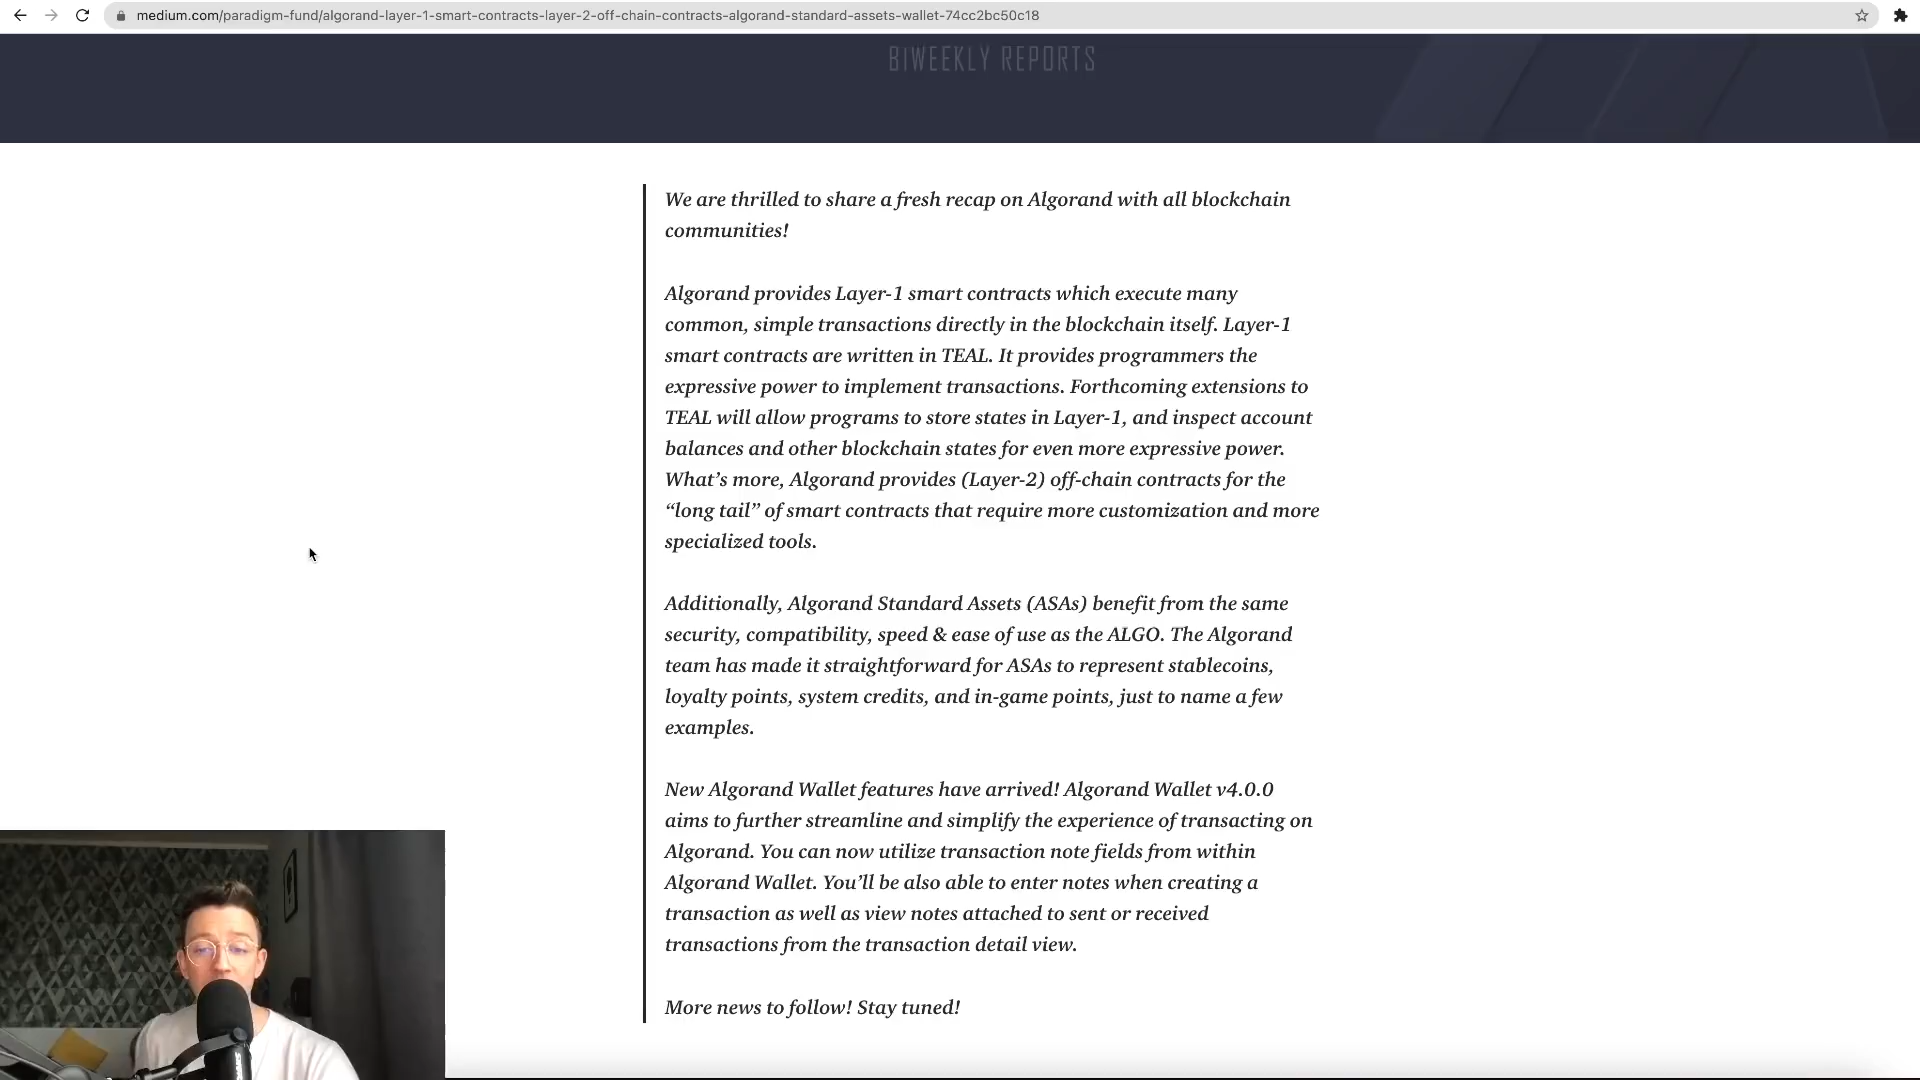 medium.com/paradigm-fund/algorand-layer-1-smart-contracts-layer-2-off-chain-contracts-algorand-standard-assets-wallet-74cc2bc50c18
BIWEEKLY REPORTS
We are thrilled to share a fresh recap on Algorand with all blockchain
communities!
Algorand provides Layer-1 smart contracts which execute many
common, simple transactions directly in the blockchain itself. Layer-1
smart contracts are written in TEAL. It provides programmers the
expressive power to implement transactions. Forthcoming extensions to
TEAL will allow programs to store states in Layer-1, and inspect account
balances and other blockchain states for even more expressive power.
What’s more, Algorand provides (Layer-2) off-chain contracts for the
“long tail” of smart contracts that require more customization and more
specialized tools.
Additionally, Algorand Standard Assets (ASAs) benefit from the same
security, compatibility, speed & ease of use as the ALGO. The Algorand
team has made it straightforward for ASAs to represent stablecoins,
loyalty points, system credits, and in-game points, just to name a few
examples.
New Algorand Wallet features have arrived! Algorand Wallet v4.0.0
aims to further streamline and simplify the experience of transacting on
Algorand. You can now utilize transaction note fields from within
Algorand Wallet. You’ll be also able to enter notes when creating a
transaction as well as view notes attached to sent or received
transactions from the transaction detail view.
More news to follow! Stay tuned!